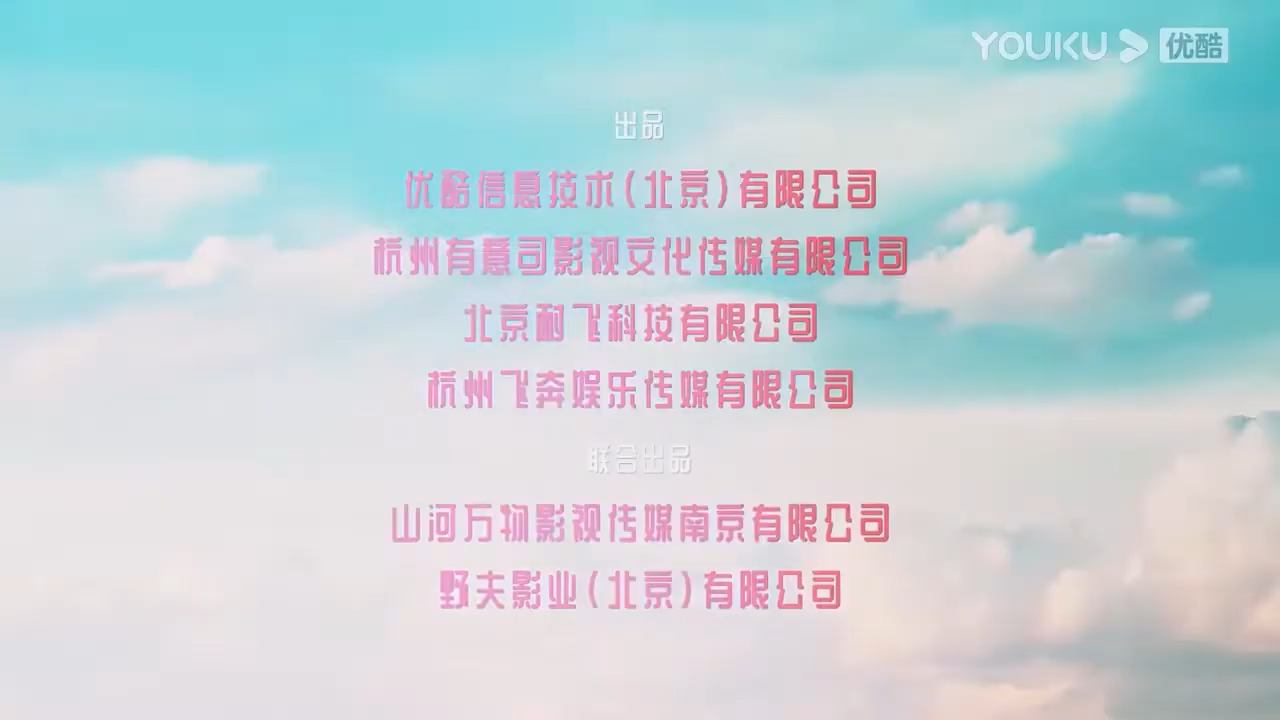 YOUKU 优酷
出品
优酷信息技术(北京)有限公司
杭州有意司影视文化传媒有限公司
北京耐飞科技有限公司
杭州飞奔娱乐传媒有限公司
联合出品
山河万物影视传媒南京有限公司
野夫影业(北京)有限公司